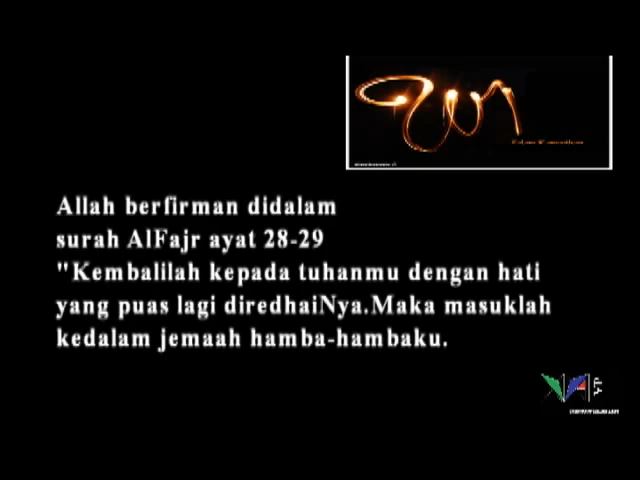 Allah berfirman didalam
surah AlFajr ayat 28-29
"Kembalilah kepada tuhanmu dengan hati
yang puas lagi diredhaiNya.Maka masuklah
kedalam jemaah hamba-hambaku.